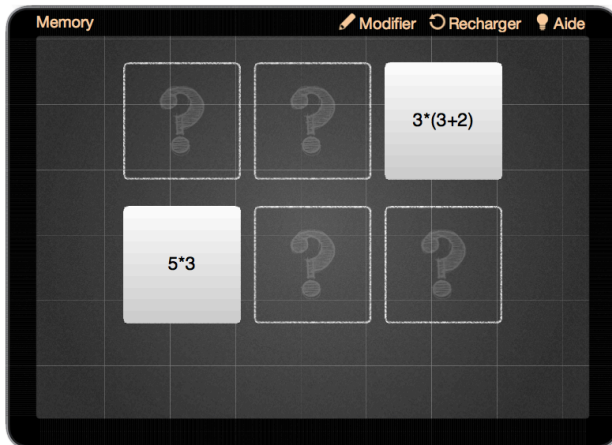 Memory Modifier Recharger Aide
? ? 3*(3+2)
5*3 ? ?